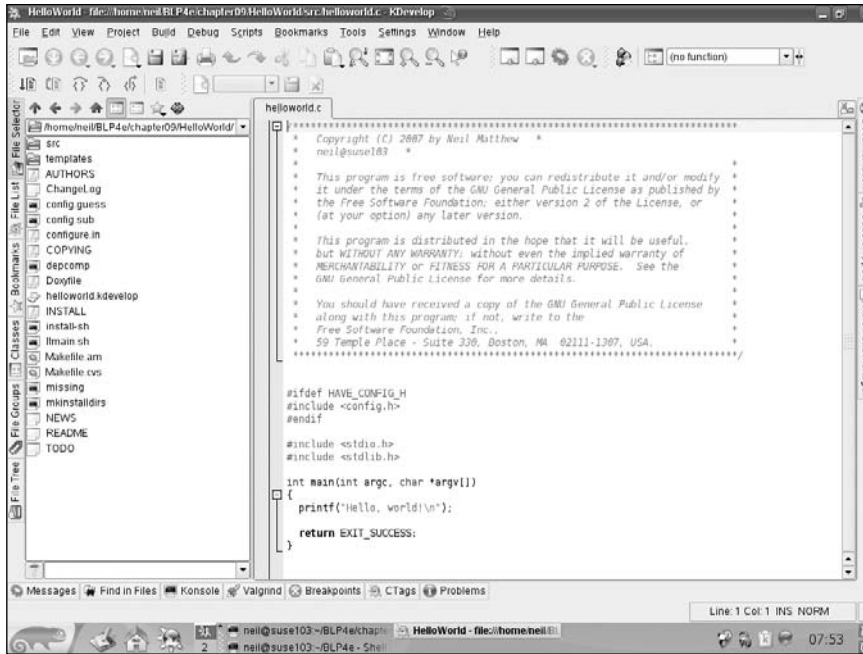 HelloWorld - file:///home/neil/BLP4e/chapter09/HelloWorld/src/helloworld.c - KDevelop
File Edit View Project Build Debug Scripts Bookmarks Tools Settings Window Help
(no function)
/home/neil/BLP4e/chapter09/HelloWorld/
src
templates
AUTHORS
ChangeLog
config.guess
config.sub
configure.in
COPYING
depcomp
Doxyfile
helloworld.kdevelop
INSTALL
install-sh
ltmain.sh
Makefile.am
Makefile.cvs
missing
mkinstalldirs
NEWS
README
TODO
File Selector
File List
Bookmarks
Classes
File Groups
File Tree
helloworld.c
/***************************************************************************
* Copyright (C) 2007 by Neil Matthew *
* neil@suse103 *
* *
* This program is free software; you can redistribute it and/or modify *
* it under the terms of the GNU General Public License as published by *
* the Free Software Foundation; either version 2 of the License, or *
* (at your option) any later version. *
* *
* This program is distributed in the hope that it will be useful, *
* but WITHOUT ANY WARRANTY; without even the implied warranty of *
* MERCHANTABILITY or FITNESS FOR A PARTICULAR PURPOSE. See the *
* GNU General Public License for more details. *
* *
* You should have received a copy of the GNU General Public License *
* along with this program; if not, write to the *
* Free Software Foundation, Inc., *
* 59 Temple Place - Suite 330, Boston, MA 02111-1307, USA. *
***************************************************************************/
#ifdef HAVE_CONFIG_H
#include <config.h>
#endif
#include <stdio.h>
#include <stdlib.h>
int main(int argc, char *argv[])
{
printf("Hello, world!\n");
return EXIT_SUCCESS;
}
Messages Find in Files Konsole Valgrind Breakpoints CTags Problems
Line: 1 Col: 1 INS NORM
2
neil@suse103:~/BLP4e/chapte
neil@suse103:~/BLP4e - Shell
HelloWorld - file:///home/neil/BL
07:53